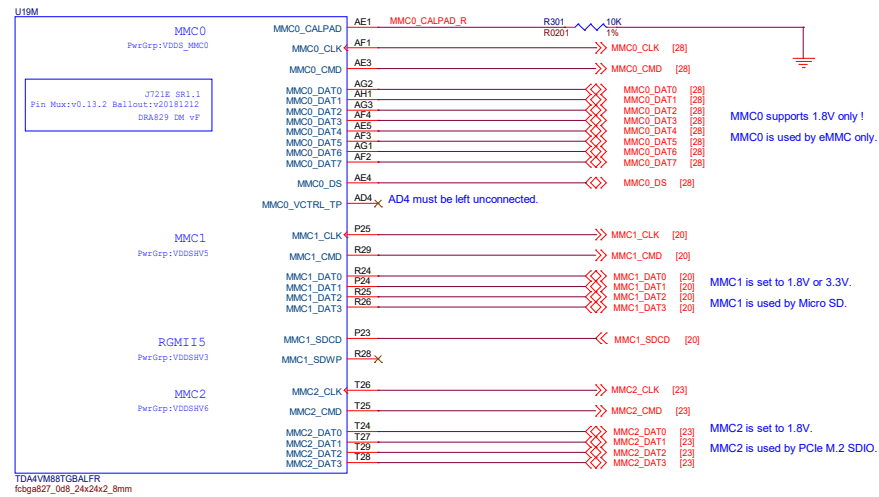 U19M
MMC0
PwrGrp:VDDS_MMC0
J721E SR1.1
Pin Mux:v0.13.2 Ballout:v20181212
DRA829 DM vF
MMC0_CALPAD AE1 MMC0_CALPAD_R R301 10K
R0201 1%
MMC0_CLK AF1 MMC0_CLK [28]
MMC0_CMD AE3 MMC0_CMD [28]
MMC0_DAT0 AG2 MMC0_DAT0 [28]
MMC0_DAT1 AH1 MMC0_DAT1 [28]
MMC0_DAT2 AG3 MMC0_DAT2 [28]
MMC0_DAT3 AF4 MMC0_DAT3 [28]
MMC0_DAT4 AE5 MMC0_DAT4 [28]
MMC0_DAT5 AF3 MMC0_DAT5 [28]
MMC0_DAT6 AG1 MMC0_DAT6 [28]
MMC0_DAT7 AF2 MMC0_DAT7 [28]
MMC0 supports 1.8V only !
MMC0 is used by eMMC only.
MMC0_DS AE4 MMC0_DS [28]
MMC0_VCTRL_TP AD4 AD4 must be left unconnected.
MMC1
PwrGrp:VDDSHV5
MMC1_CLK P25 MMC1_CLK [20]
MMC1_CMD R29 MMC1_CMD [20]
MMC1_DAT0 R24 MMC1_DAT0 [20]
MMC1_DAT1 P24 MMC1_DAT1 [20]
MMC1_DAT2 R25 MMC1_DAT2 [20]
MMC1_DAT3 R26 MMC1_DAT3 [20]
MMC1 is set to 1.8V or 3.3V.
MMC1 is used by Micro SD.
RGMII5
PwrGrp:VDDSHV3
MMC1_SDCD P23 MMC1_SDCD [20]
MMC1_SDWP R28
MMC2
PwrGrp:VDDSHV6
MMC2_CLK T26 MMC2_CLK [23]
MMC2_CMD T25 MMC2_CMD [23]
MMC2_DAT0 T24 MMC2_DAT0 [23]
MMC2_DAT1 T27 MMC2_DAT1 [23]
MMC2_DAT2 T29 MMC2_DAT2 [23]
MMC2_DAT3 T28 MMC2_DAT3 [23]
MMC2 is set to 1.8V.
MMC2 is used by PCIe M.2 SDIO.
TDA4VM88TGBALFR
fcbga827_0d8_24x24x2_8mm